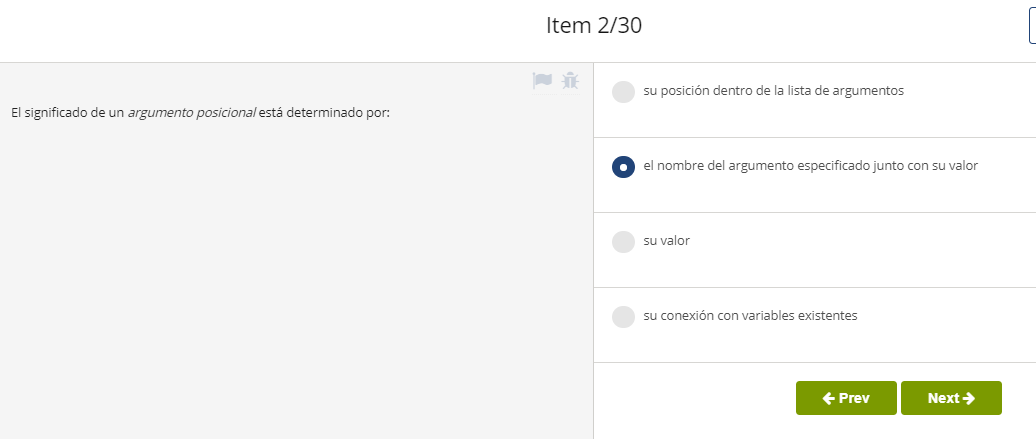 Item 2/30
El significado de un argumento posicional está determinado por:
su posición dentro de la lista de argumentos
el nombre del argumento especificado junto con su valor
su valor
su conexión con variables existentes
Prev
Next